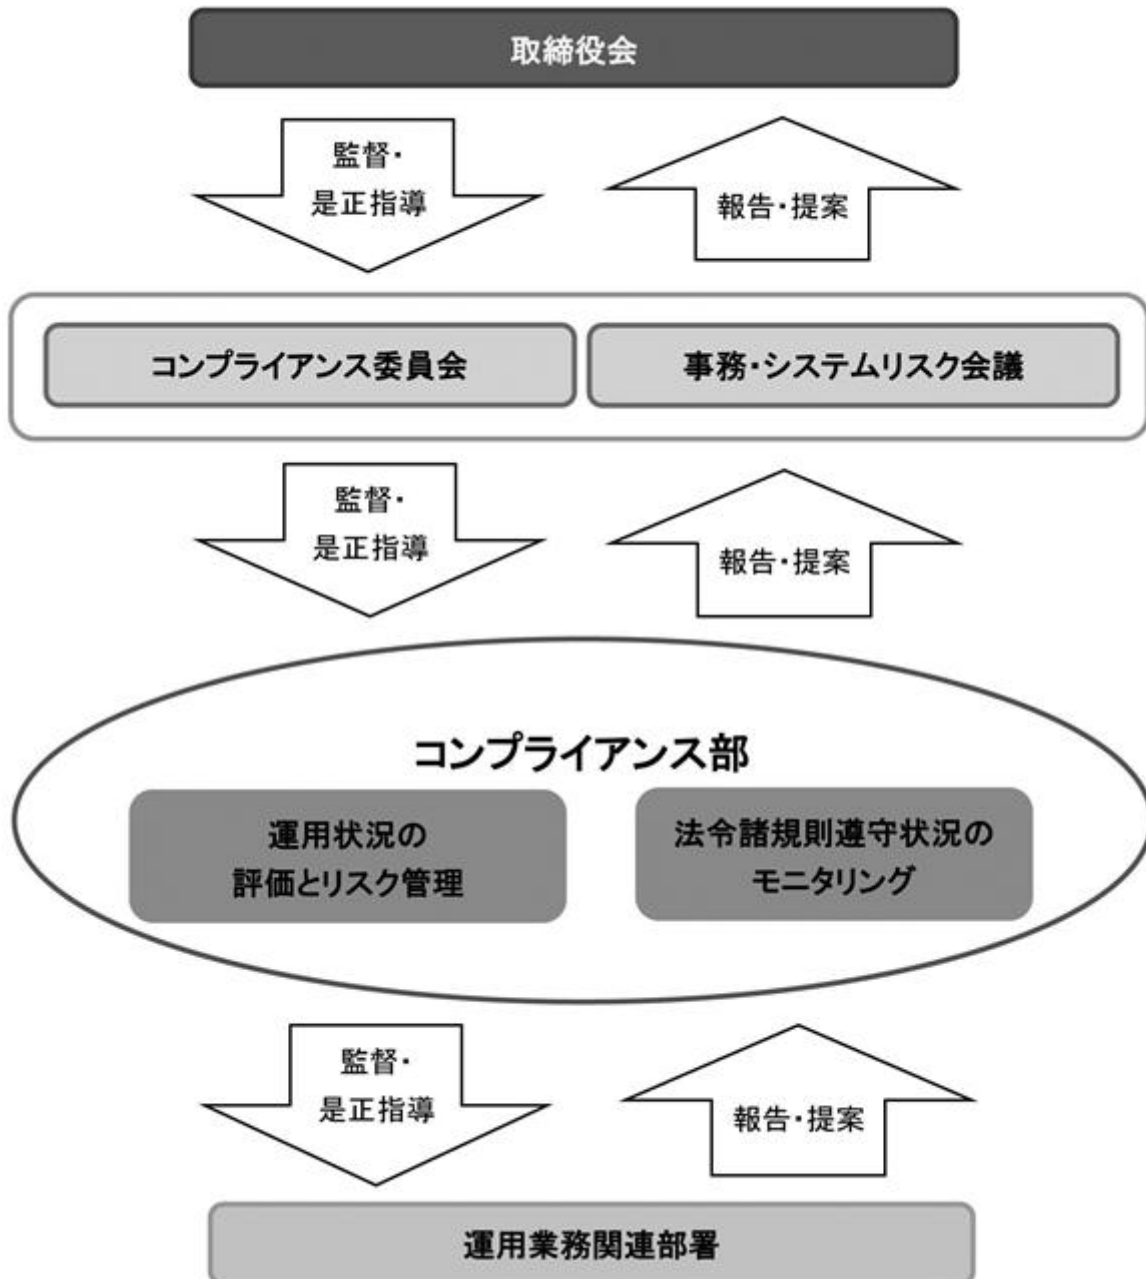 取締役会
監督・
是正指導
報告・提案
コンプライアンス委員会
事務・システムリスク会議
監督・
是正指導
報告・提案
コンプライアンス部
運用状況の
評価とリスク管理
法令諸規則遵守状況の
モニタリング
監督・
是正指導
報告・提案
運用業務関連部署